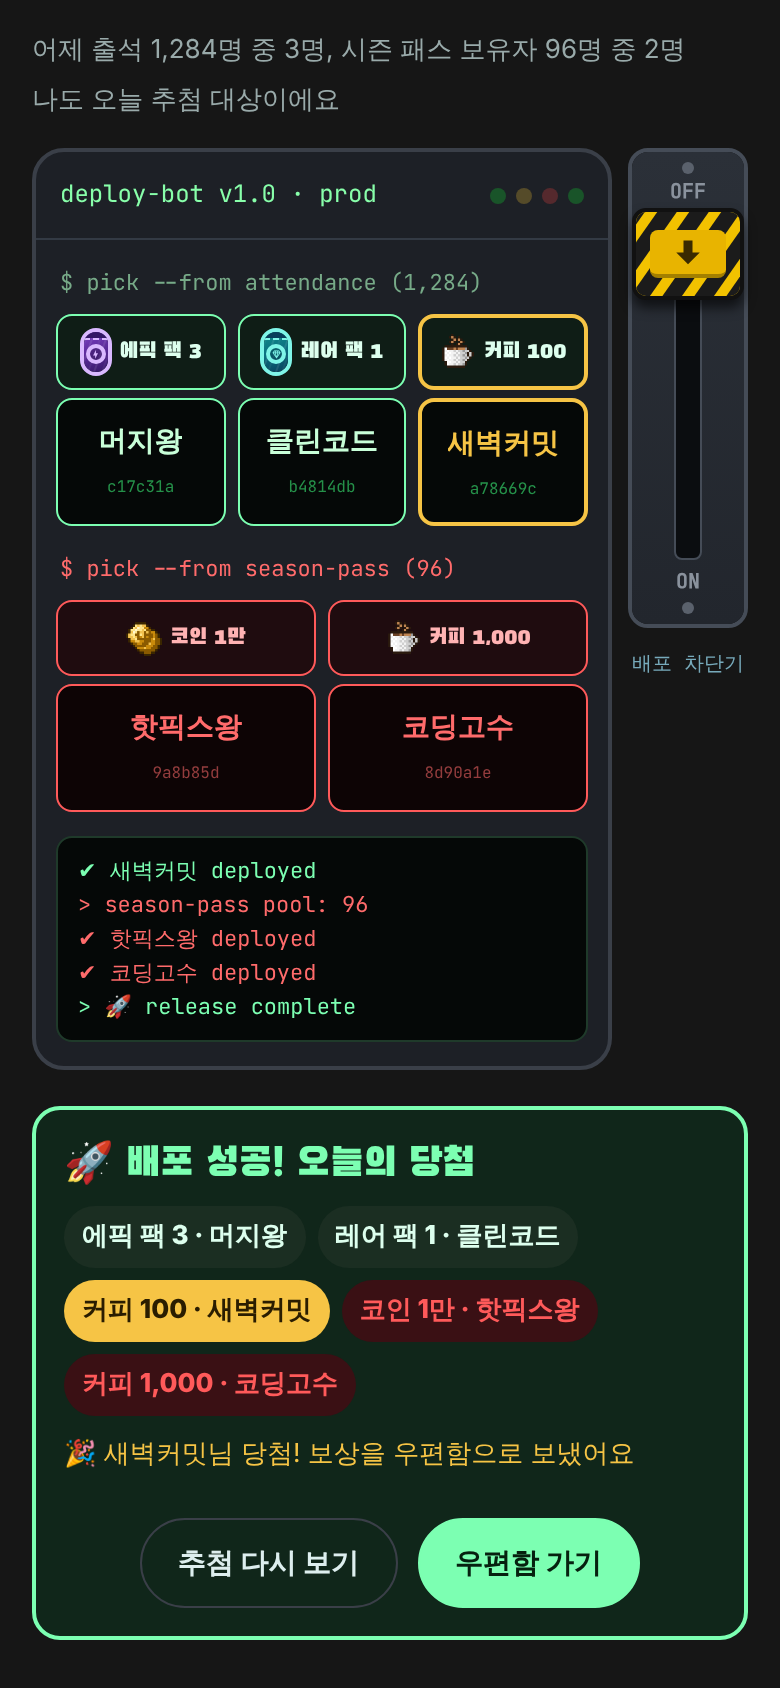 어제 출석 1,284명 중 3명, 시즌 패스 보유자 96명 중 2명
나도 오늘 추첨 대상이에요
deploy-bot v1.0 · prod
OFF
$ pick --from attendance (1,284)
에픽 팩 3
레어 팩 1
커피 100
머지왕
클린코드
새벽커밋
c17c31a
b4814db
a78669c
$ pick --from season-pass (96)
ON
배포 차단기
코인 1만
커피 1,000
핫픽스왕
코딩고수
9a8b85d
8d90a1e
✔ 새벽커밋 deployed
> season-pass pool: 96
✔ 핫픽스왕 deployed
✔ 코딩고수 deployed
> 🚀 release complete
🚀 배포 성공! 오늘의 당첨
에픽 팩 3 · 머지왕
레어 팩 1 · 클린코드
커피 100 · 새벽커밋
코인 1만 · 핫픽스왕
커피 1,000 · 코딩고수
🎉 새벽커밋님 당첨! 보상을 우편함으로 보냈어요
추첨 다시 보기
우편함 가기